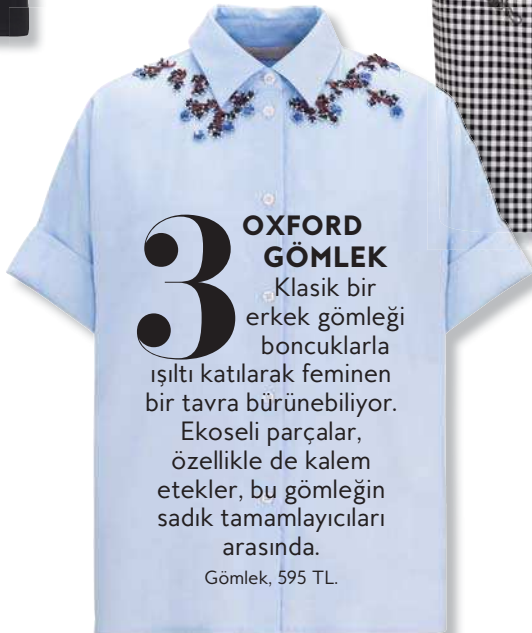 3
OXFORD
GÖMLEK
Klasik bir
erkek gömleği
boncuklarla
ışıltı katılarak feminen
bir tavra bürünebiliyor.
Ekoseli parçalar,
özellikle de kalem
etekler, bu gömleğin
sadık tamamlayıcıları
arasında.
Gömlek, 595 TL.